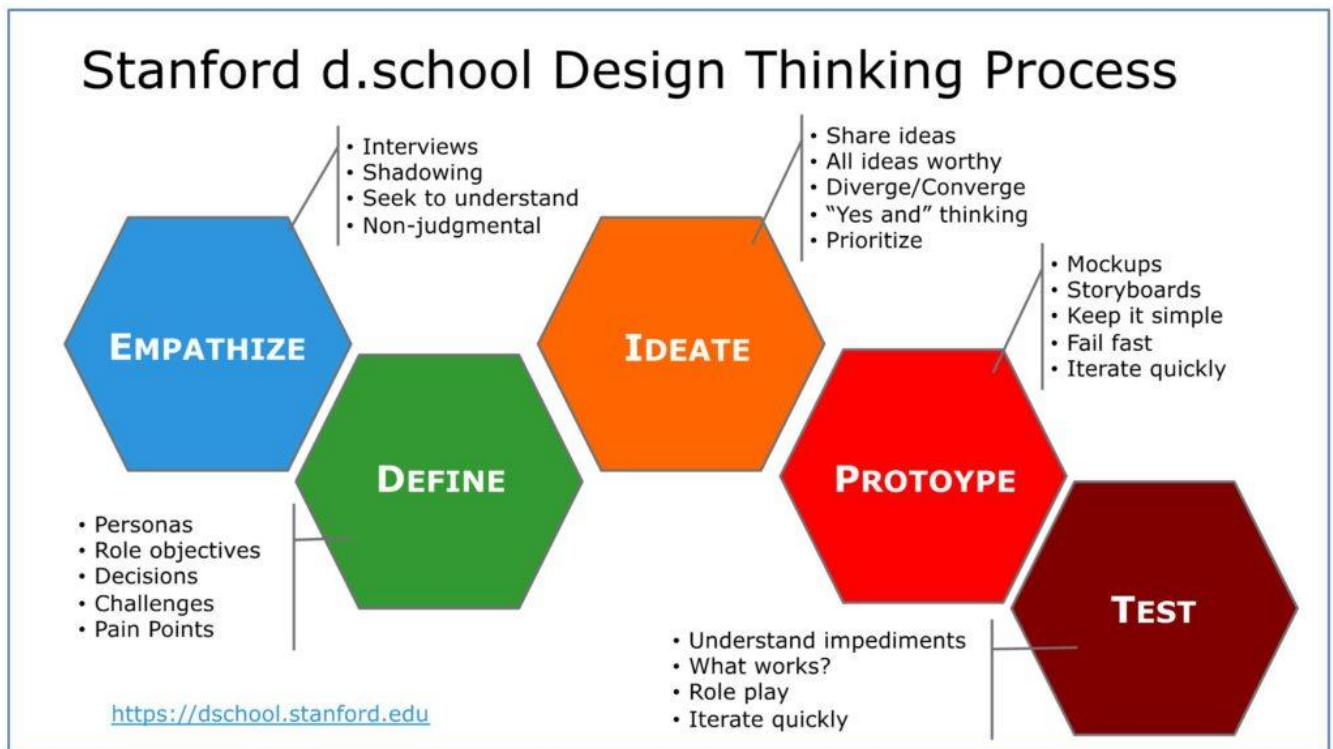 Stanford d.school Design Thinking Process
• Interviews
• Shadowing
• Seek to understand
• Non-judgmental
EMPATHIZE
• Personas
• Role objectives
• Decisions
• Challenges
• Pain Points
DEFINE
• Share ideas
• All ideas worthy
• Diverge/Converge
• “Yes and” thinking
• Prioritize
IDEATE
• Mockups
• Storyboards
• Keep it simple
• Fail fast
• Iterate quickly
PROTOYPE
• Understand impediments
• What works?
• Role play
• Iterate quickly
TEST
https://dschool.stanford.edu